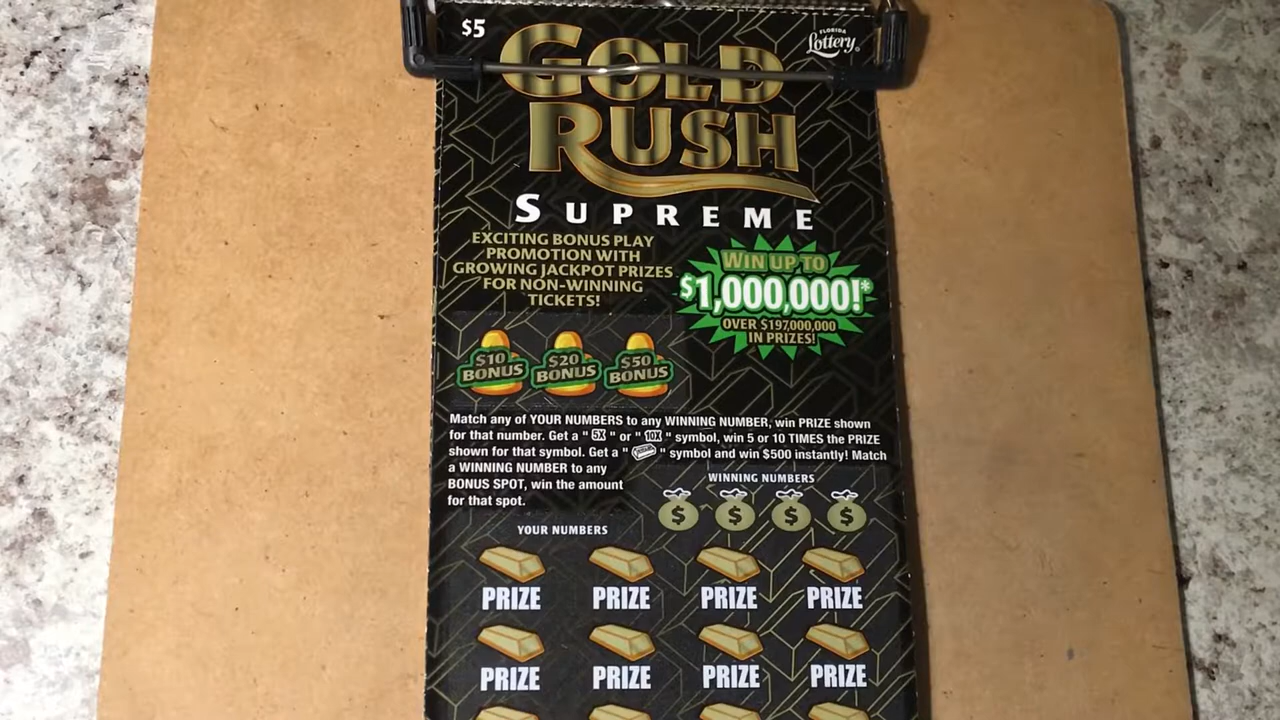 $5
FLORIDA
Lottery
GOLD
RUSH
SUPREME
EXCITING BONUS PLAY
PROMOTION WITH
GROWING JACKPOT PRIZES
FOR NON-WINNING
TICKETS!
WIN UP TO
$1,000,000!*
OVER $197,000,000
IN PRIZES!
$10 BONUS
$20 BONUS
$50 BONUS
Match any of YOUR NUMBERS to any WINNING NUMBER, win PRIZE shown
for that number. Get a " 5X " or " 10X " symbol, win 5 or 10 TIMES the PRIZE
shown for that symbol. Get a " " symbol and win $500 instantly! Match
a WINNING NUMBER to any
BONUS SPOT, win the amount
for that spot.
WINNING NUMBERS
$ $ $ $
YOUR NUMBERS
PRIZE PRIZE PRIZE PRIZE
PRIZE PRIZE PRIZE PRIZE